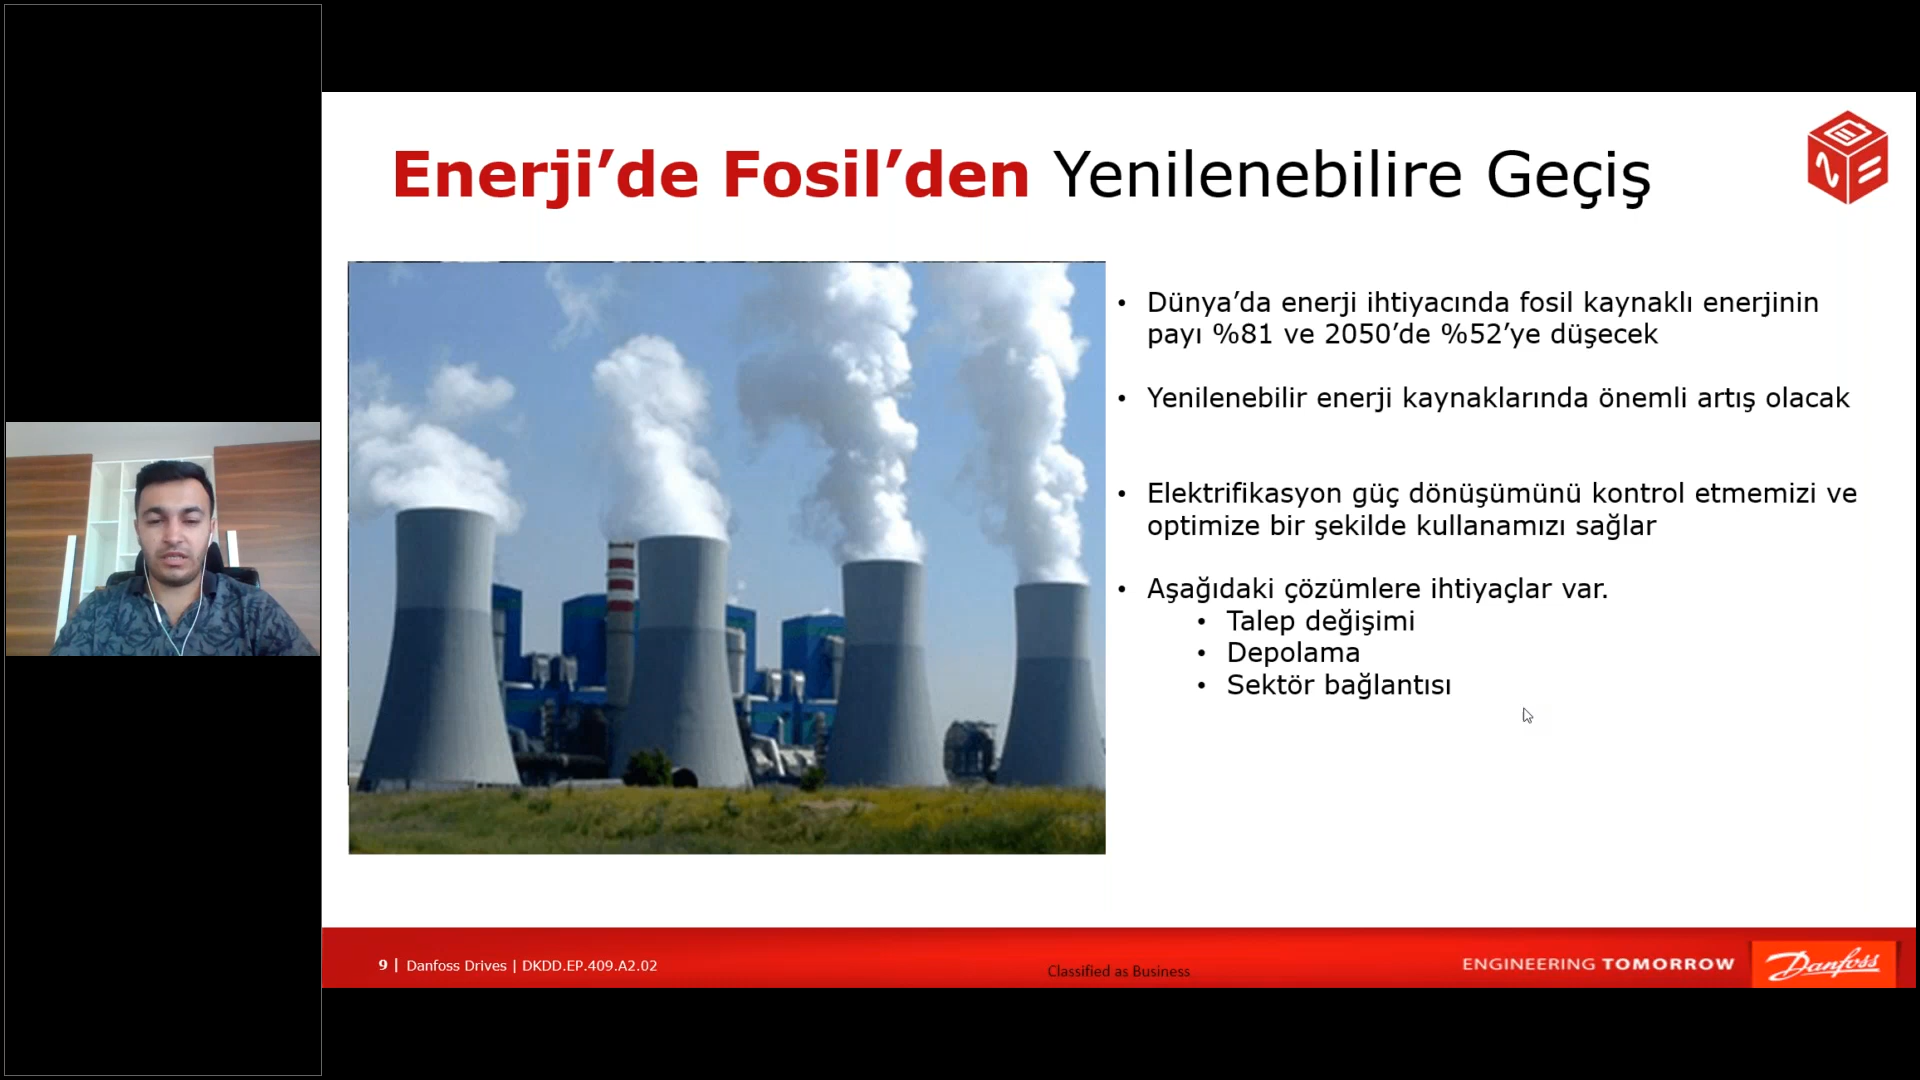 Enerji’de Fosil’den Yenilenebilire Geçiş
• Dünya’da enerji ihtiyacında fosil kaynaklı enerjinin
payı %81 ve 2050’de %52’ye düşecek
• Yenilenebilir enerji kaynaklarında önemli artış olacak
• Elektrifikasyon güç dönüşümünü kontrol etmemizi ve
optimize bir şekilde kullanamızı sağlar
• Aşağıdaki çözümlere ihtiyaçlar var.
• Talep değişimi
• Depolama
• Sektör bağlantısı
9 | Danfoss Drives | DKDD.EP.409.A2.02
Classified as Business
ENGINEERING TOMORROW
Danfoss